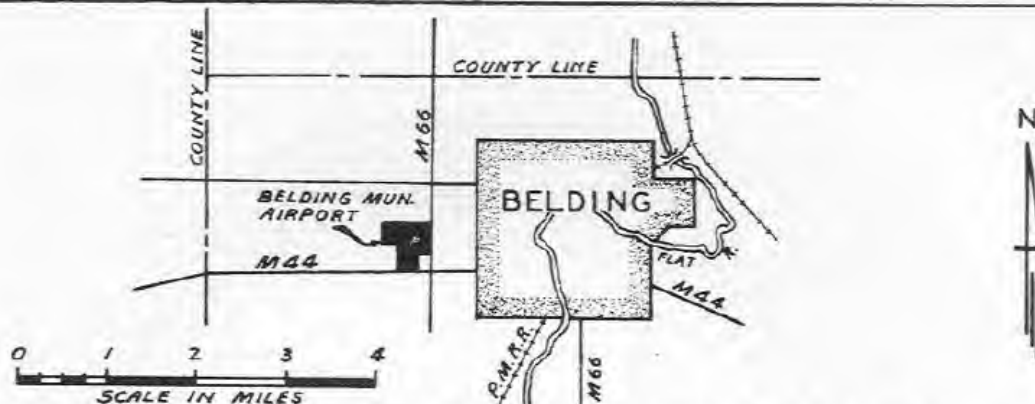 COUNTY LINE
COUNTY LINE
M66
N
BELDING MUN.
AIRPORT
BELDING
M44
FLAT R.
M44
P.M.R.R.
M66
0 1 2 3 4
SCALE IN MILES